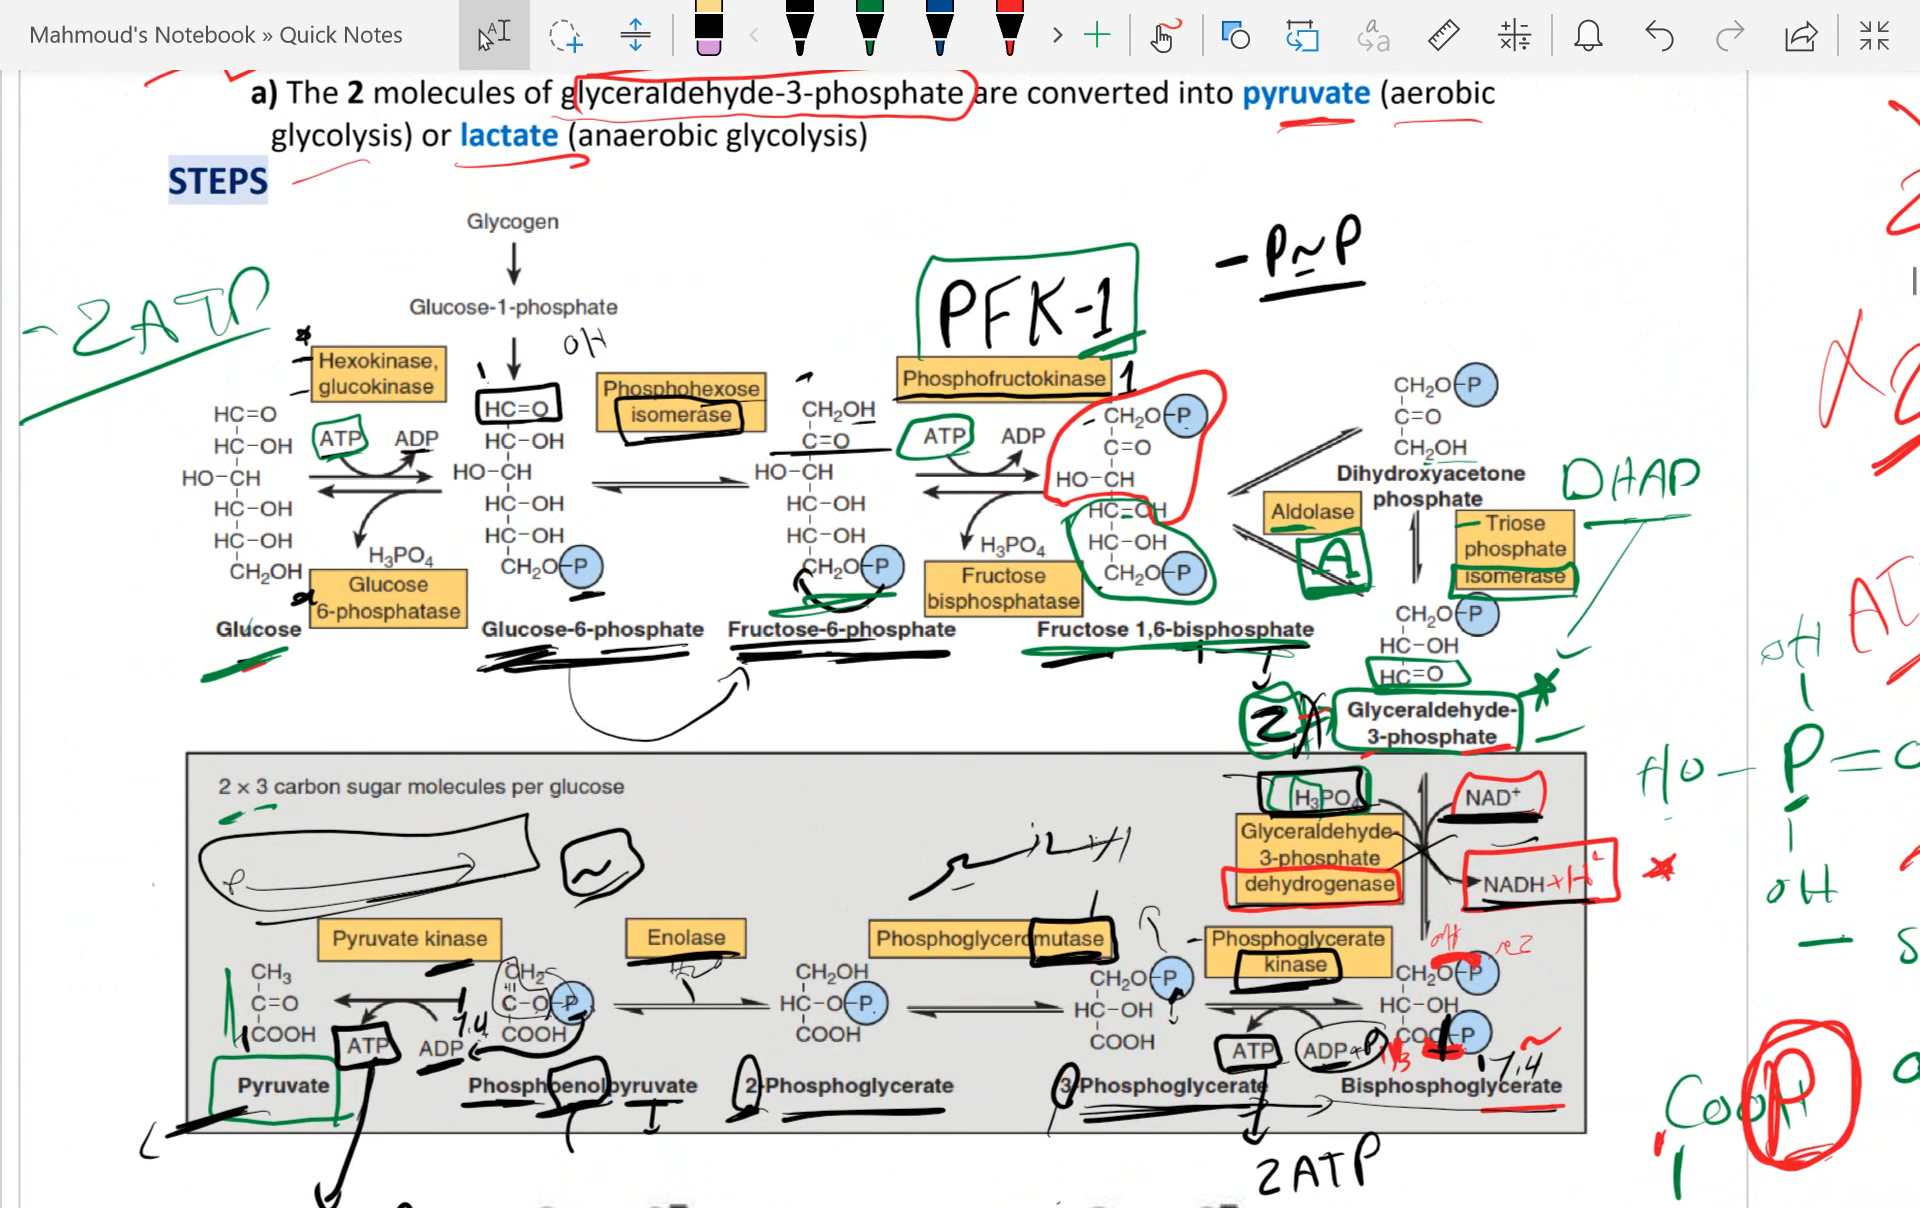 Mahmoud's Notebook » Quick Notes
a) The 2 molecules of glyceraldehyde-3-phosphate are converted into pyruvate (aerobic
glycolysis) or lactate (anaerobic glycolysis)
STEPS
Glycogen
Glucose-1-phosphate
-2ATP
OH
PFK-1
-P~P
Hexokinase,
glucokinase
Phosphohexose
isomerase
Phosphofructokinase 1
HC=O
HC-OH
HO-CH
HC-OH
HC-OH
CH₂OH
Glucose
ATP
ADP
H₃PO₄
Glucose
6-phosphatase
HC=O
HC-OH
HO-CH
HC-OH
HC-OH
CH₂O-P
Glucose-6-phosphate
CH₂OH
C=O
HO-CH
HC-OH
HC-OH
CH₂O-P
Fructose-6-phosphate
ATP
ADP
H₃PO₄
Fructose
bisphosphatase
CH₂O-P
C=O
HO-CH
HC=OH
HC-OH
CH₂O-P
Fructose 1,6-bisphosphate
Aldolase
A
CH₂O-P
C=O
CH₂OH
Dihydroxyacetone
phosphate
DHAP
Triose
phosphate
isomerase
CH₂O-P
HC-OH
HC=O
2
Glyceraldehyde-
3-phosphate
OH
HO-P=O
OH
2 × 3 carbon sugar molecules per glucose
P
~
H₃PO₄
NAD⁺
Glyceraldehyde-
3-phosphate
dehydrogenase
NADH+H⁺
Pyruvate kinase
Enolase
Phosphoglyceromutase
Phosphoglycerate
kinase
CH₃
C=O
COOH
Pyruvate
ATP
ADP
7.4
CH₂
C-O-P
COOH
Phosphoenolpyruvate
CH₂OH
HC-O-P
COOH
2-Phosphoglycerate
CH₂O-P
HC-OH
COOH
3-Phosphoglycerate
ATP
ADP+P
OH
CH₂O-P
HC-OH
COO-P
~
7.4
Bisphosphoglycerate
2ATP
COOH
P